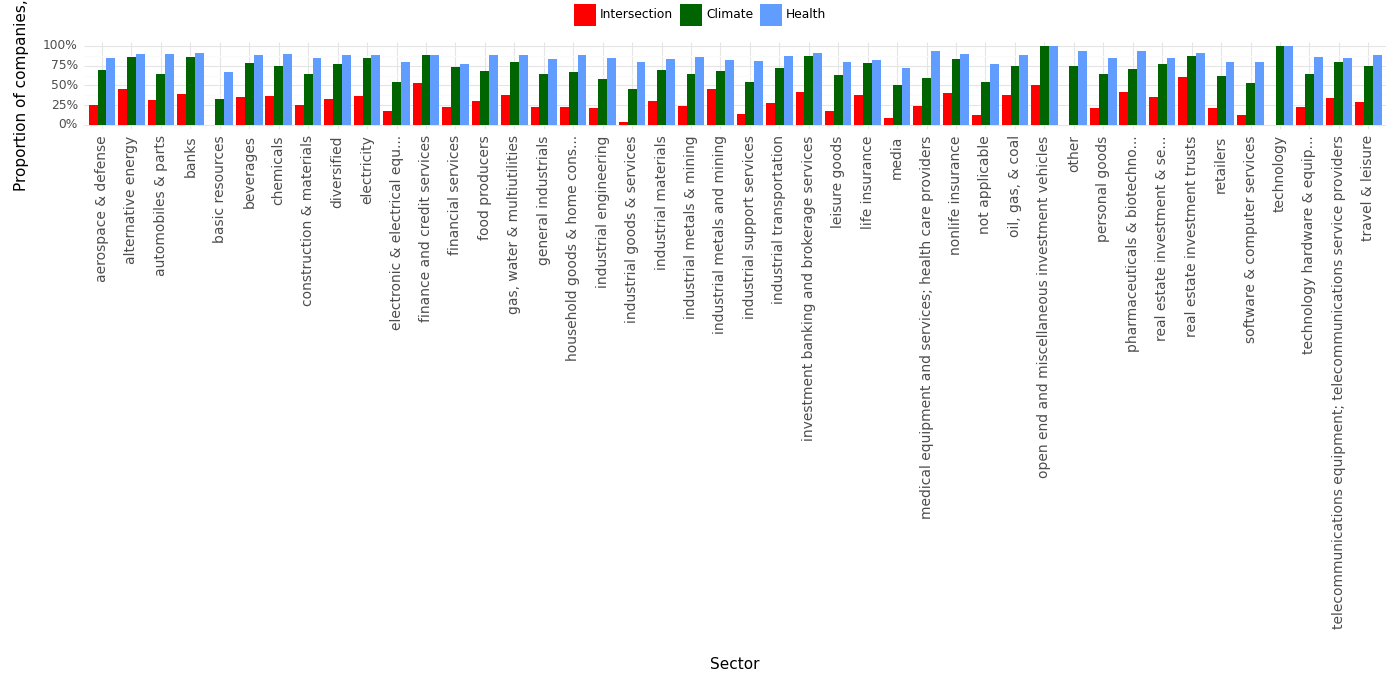 Intersection Climate Health
Proportion of companies,
100%
75%
50%
25%
0%
aerospace & defense
alternative energy
automobiles & parts
banks
basic resources
beverages
chemicals
construction & materials
diversified
electricity
electronic & electrical equ...
finance and credit services
financial services
food producers
gas, water & multiutilities
general industrials
household goods & home cons...
industrial engineering
industrial goods & services
industrial materials
industrial metals & mining
industrial metals and mining
industrial support services
industrial transportation
investment banking and brokerage services
leisure goods
life insurance
media
medical equipment and services; health care providers
nonlife insurance
not applicable
oil, gas, & coal
open end and miscellaneous investment vehicles
other
personal goods
pharmaceuticals & biotechno...
real estate investment & se...
real estate investment trusts
retailers
software & computer services
technology
technology hardware & equip...
telecommunications equipment; telecommunications service providers
travel & leisure
Sector